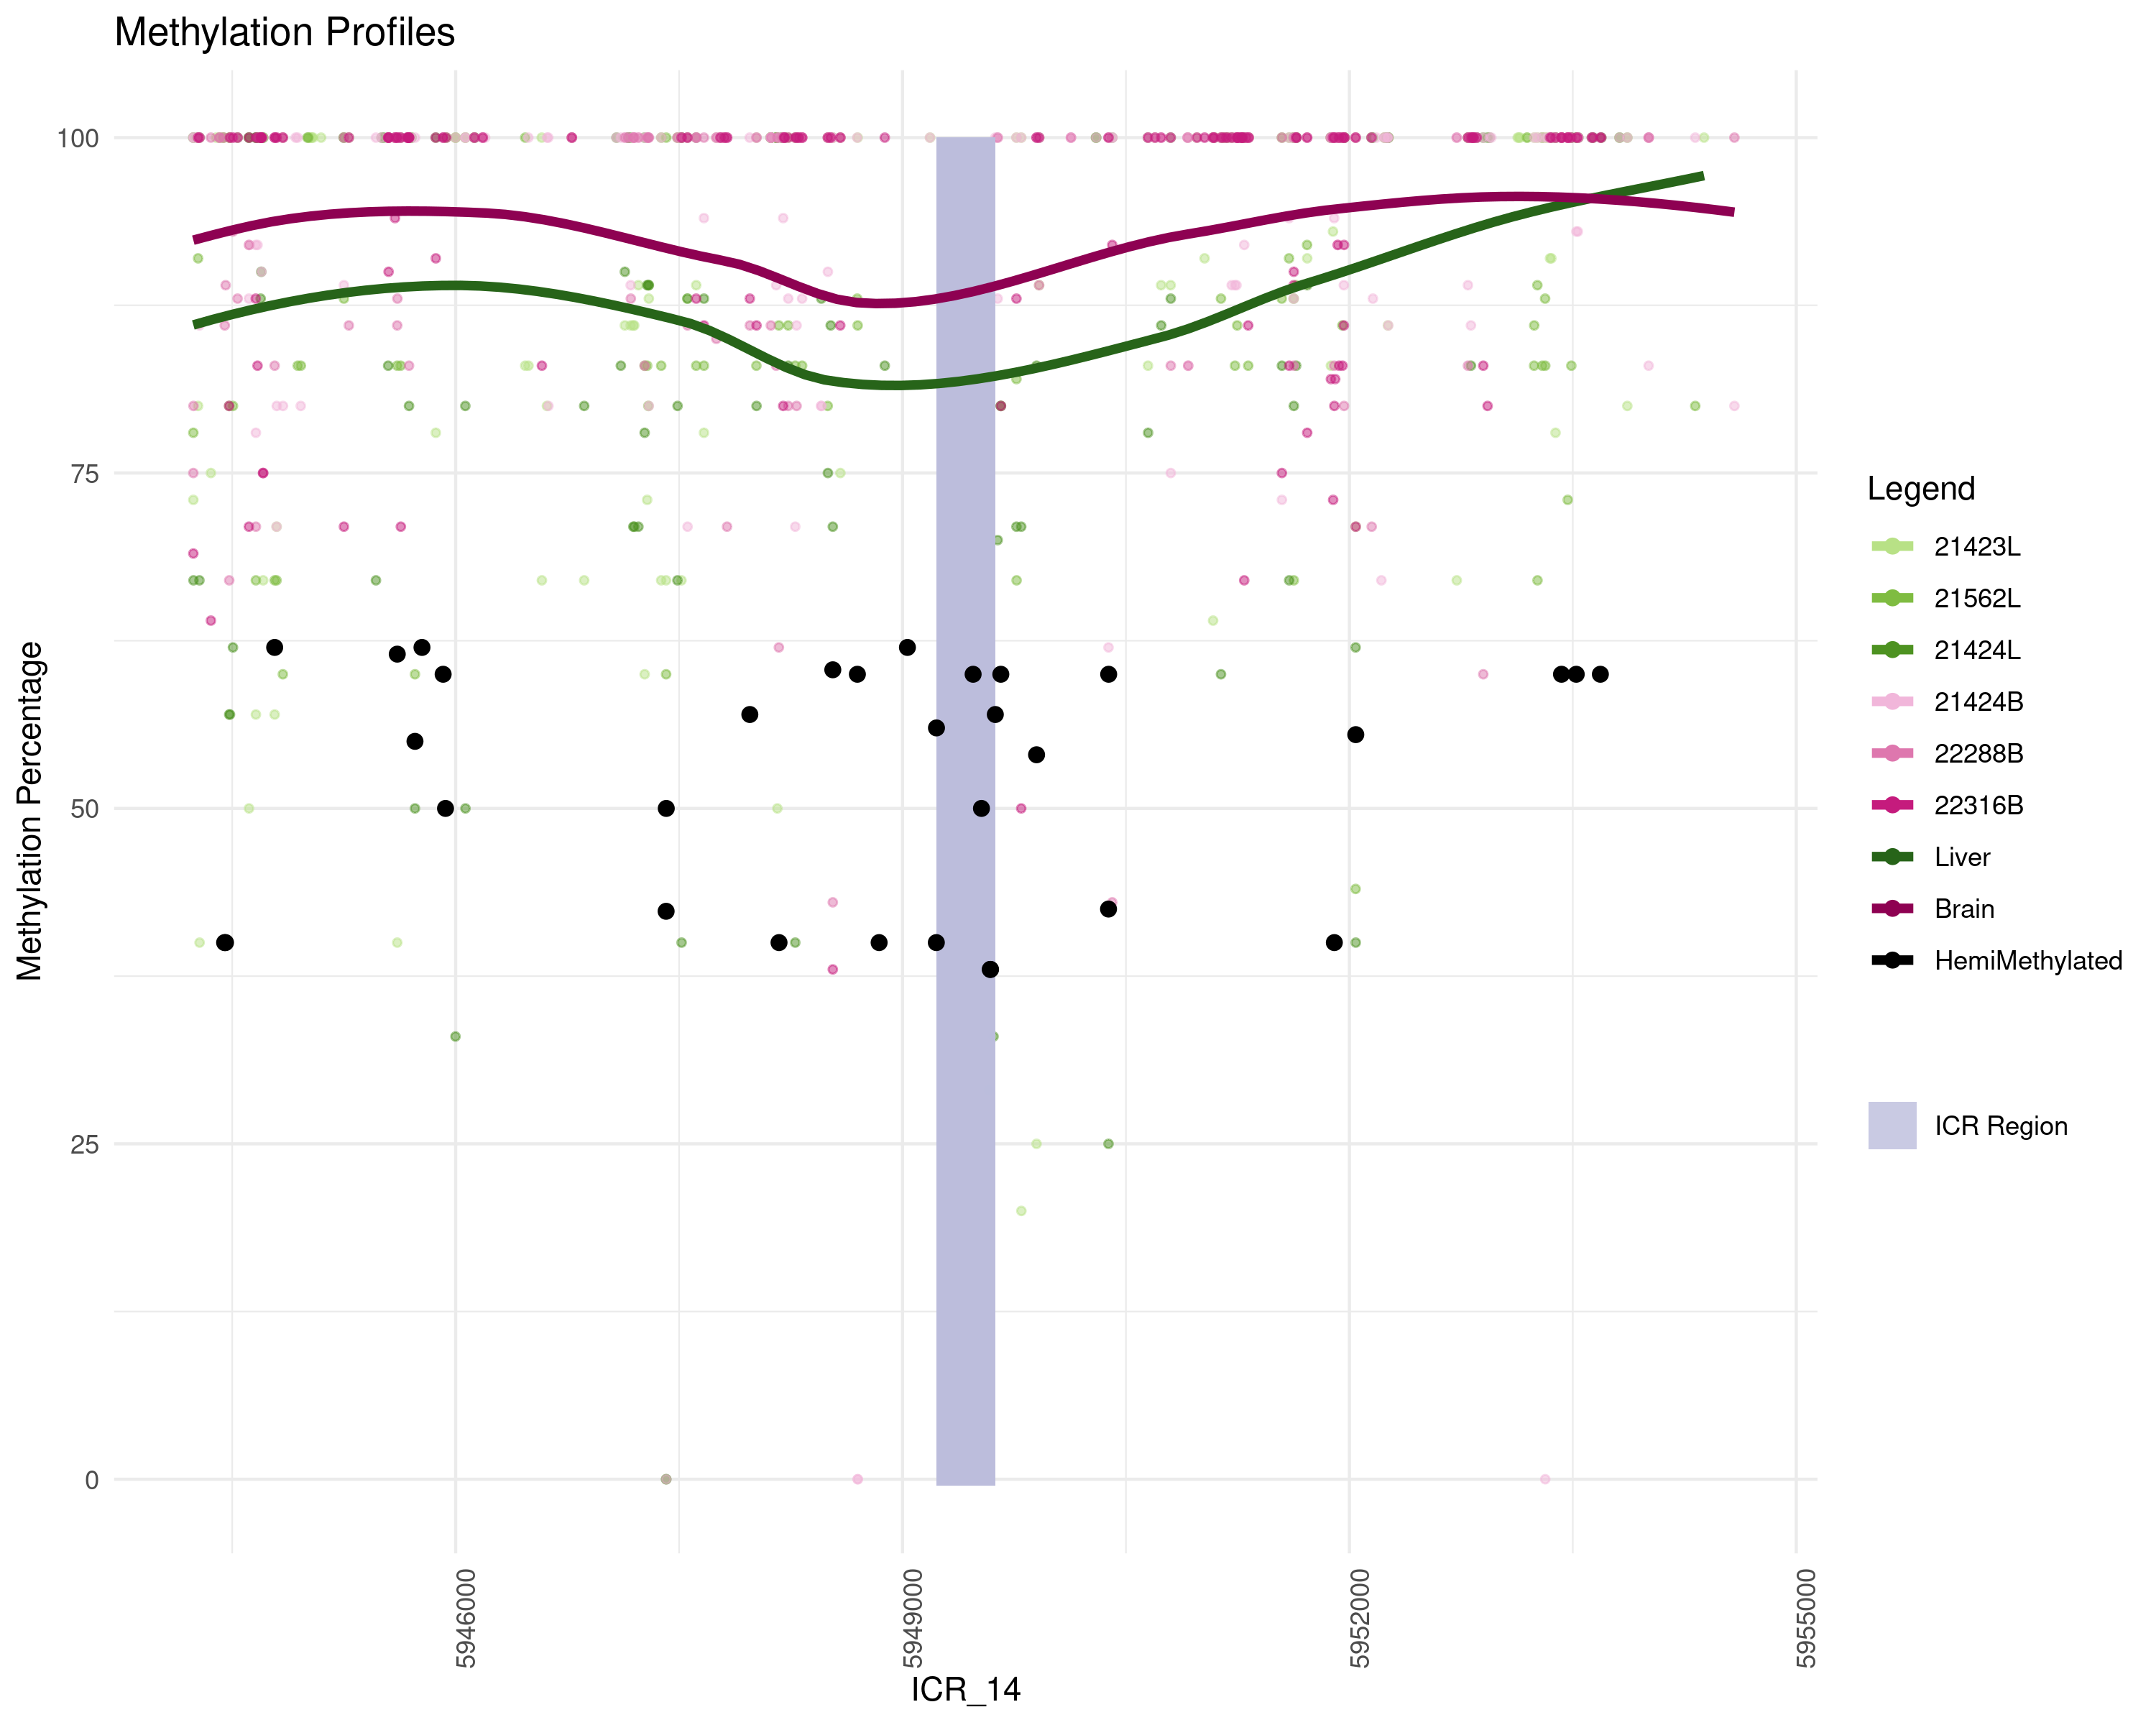 Methylation Profiles
100
75
50
25
0
Methylation Percentage
5946000
5949000
5952000
5955000
ICR_14
Legend
21423L
21562L
21424L
21424B
22288B
22316B
Liver
Brain
HemiMethylated
ICR Region